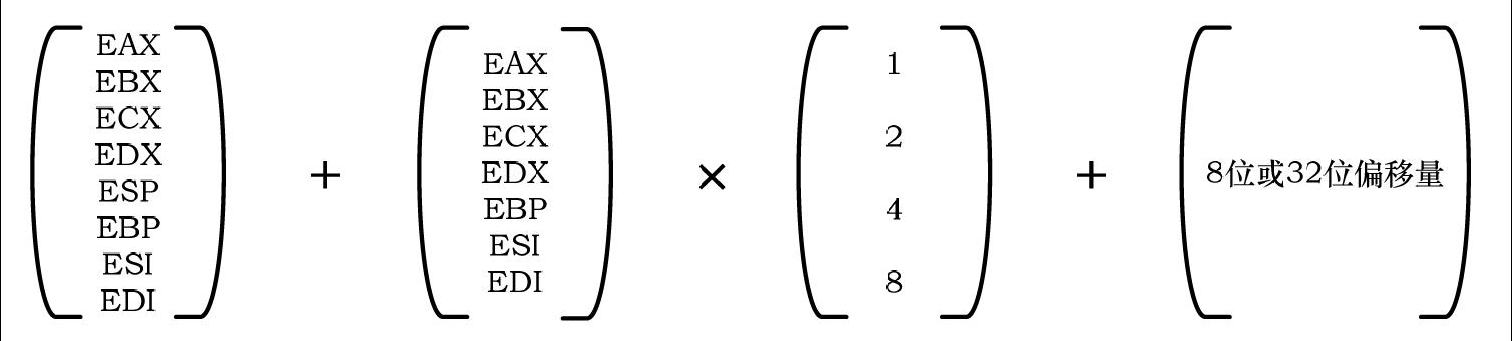 EAX
EBX
ECX
EDX
ESP
EBP
ESI
EDI
+
EAX
EBX
ECX
EDX
EBP
ESI
EDI
×
1
2
4
8
+
8位或32位偏移量